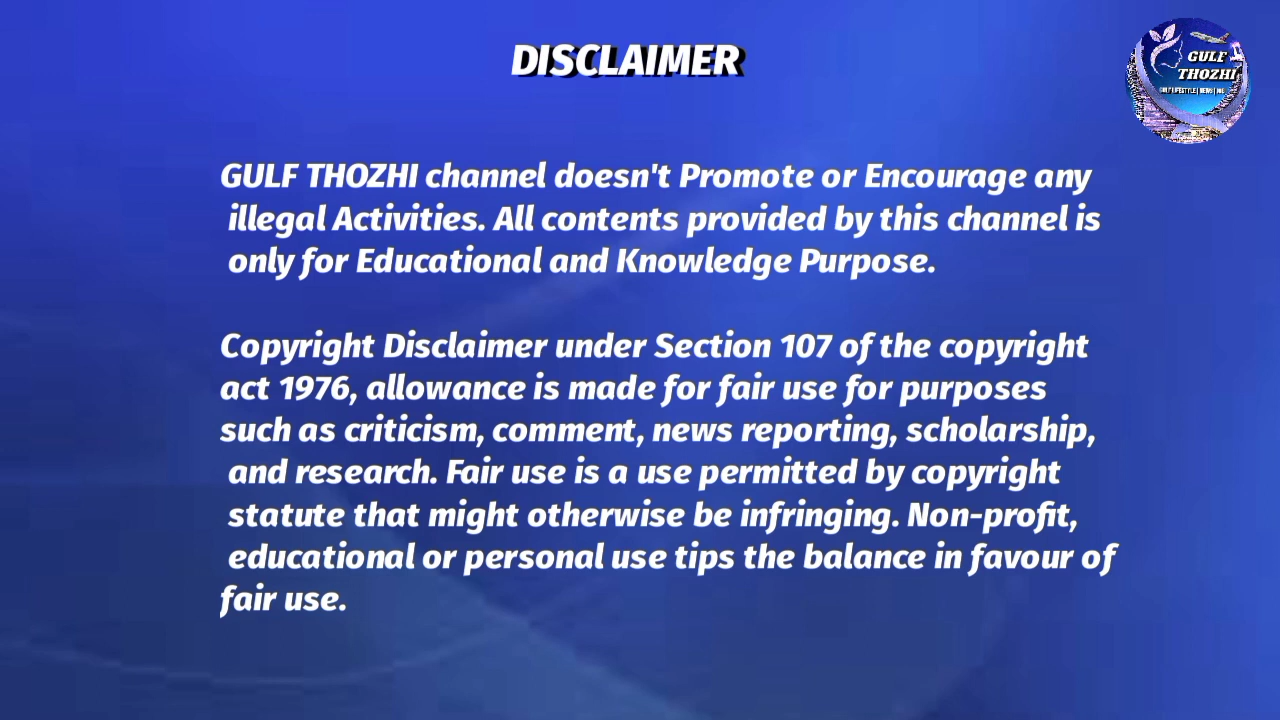 DISCLAIMER
GULF
THOZHI
GULF LIFESTYLE | NEWS |
GULF THOZHI channel doesn't Promote or Encourage any
illegal Activities. All contents provided by this channel is
only for Educational and Knowledge Purpose.
Copyright Disclaimer under Section 107 of the copyright
act 1976, allowance is made for fair use for purposes
such as criticism, comment, news reporting, scholarship,
and research. Fair use is a use permitted by copyright
statute that might otherwise be infringing. Non-profit,
educational or personal use tips the balance in favour of
fair use.